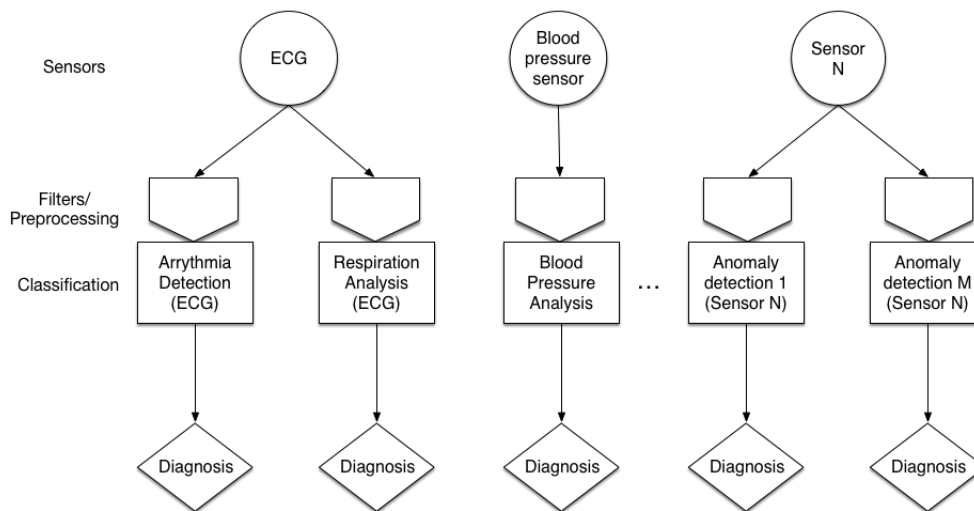 Sensors
ECG
Blood
pressure
sensor
Sensor
N
Filters/
Preprocessing
Classification
Arrythmia
Detection
(ECG)
Respiration
Analysis
(ECG)
Blood
Pressure
Analysis
...
Anomaly
detection 1
(Sensor N)
Anomaly
detection M
(Sensor N)
Diagnosis
Diagnosis
Diagnosis
Diagnosis
Diagnosis